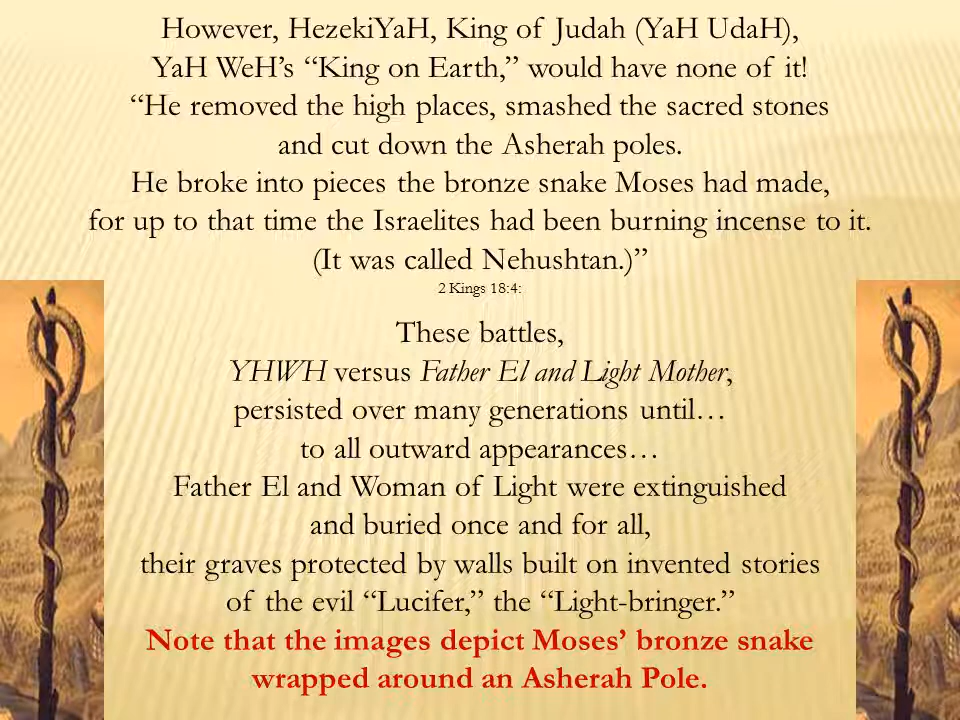 However, HezekiYaH, King of Judah (YaH UdaH),
YaH WeH’s “King on Earth,” would have none of it!
“He removed the high places, smashed the sacred stones
and cut down the Asherah poles.
He broke into pieces the bronze snake Moses had made,
for up to that time the Israelites had been burning incense to it.
(It was called Nehushtan.)”
2 Kings 18:4:
These battles,
YHWH versus Father El and Light Mother,
persisted over many generations until…
to all outward appearances…
Father El and Woman of Light were extinguished
and buried once and for all,
their graves protected by walls built on invented stories
of the evil “Lucifer,” the “Light-bringer.”
Note that the images depict Moses’ bronze snake
wrapped around an Asherah Pole.